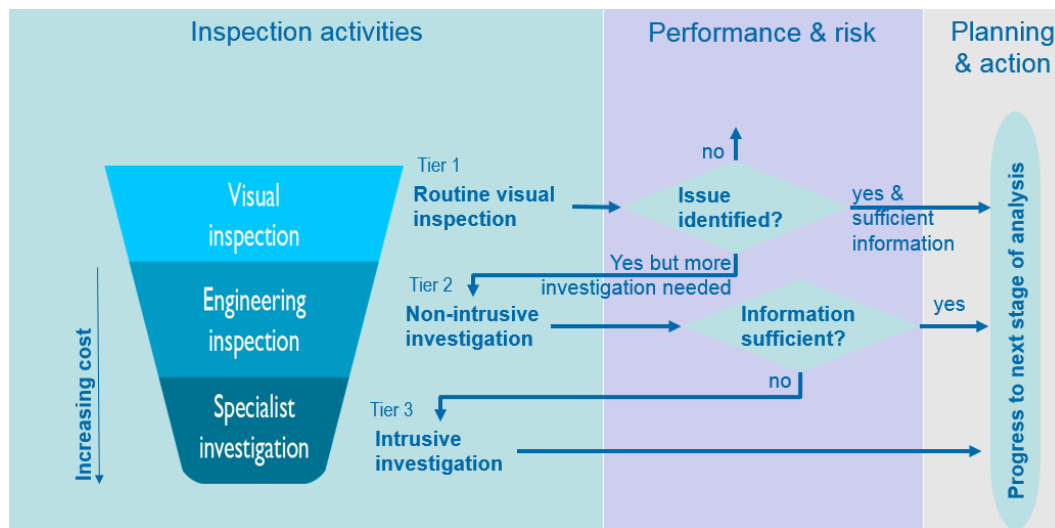 Inspection activities
Performance & risk
Planning
& action
Visual
inspection
Engineering
inspection
Specialist
investigation
Increasing cost
Tier 1
Routine visual
inspection
Issue
identified?
no
yes &
sufficient
information
Yes but more
investigation needed
Tier 2
Non-intrusive
investigation
Information
sufficient?
yes
no
Tier 3
Intrusive
investigation
Progress to next stage of analysis